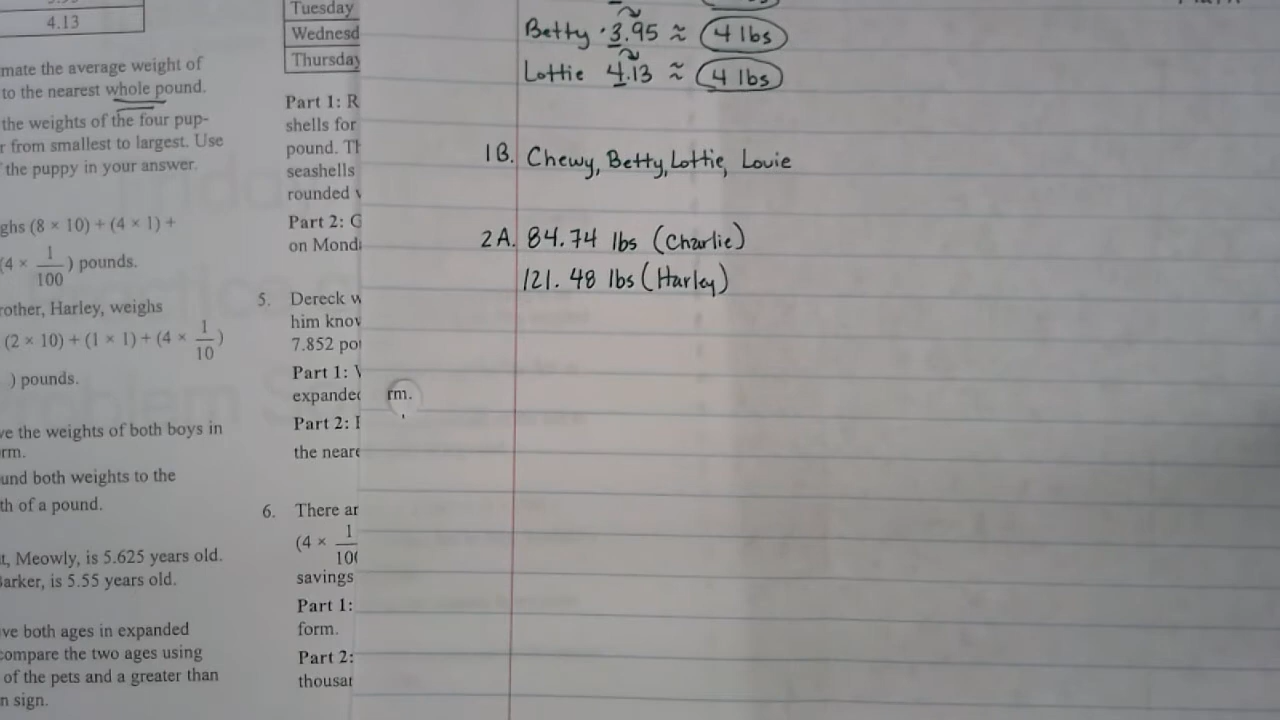 4.13
mate the average weight of
to the nearest whole pound.
the weights of the four pup-
r from smallest to largest. Use
the puppy in your answer.
ghs (8 × 10) + (4 × 1) +
(4 × 1/100) pounds.
rother, Harley, weighs
(2 × 10) + (1 × 1) + (4 × 1/10)
) pounds.
ve the weights of both boys in
rm.
und both weights to the
th of a pound.
t, Meowly, is 5.625 years old.
arker, is 5.55 years old.
ive both ages in expanded
compare the two ages using
of the pets and a greater than
n sign.
Tuesday
Wednesd
Thursday
Part 1: R
shells for
pound. Th
seashells
rounded
Part 2: G
on Mond
5. Dereck w
him know
7.852 po
Part 1:
expanded rm.
Part 2:
the neare
6. There ar
(4 × 1/10
savings
Part 1:
form.
Part 2:
thousan
Betty · 3.95 ≈ 4 lbs
Lottie 4.13 ≈ 4 lbs
1B. Chewy, Betty, Lottie, Louie
2A. 84.74 lbs (Charlie)
121.48 lbs (Harley)